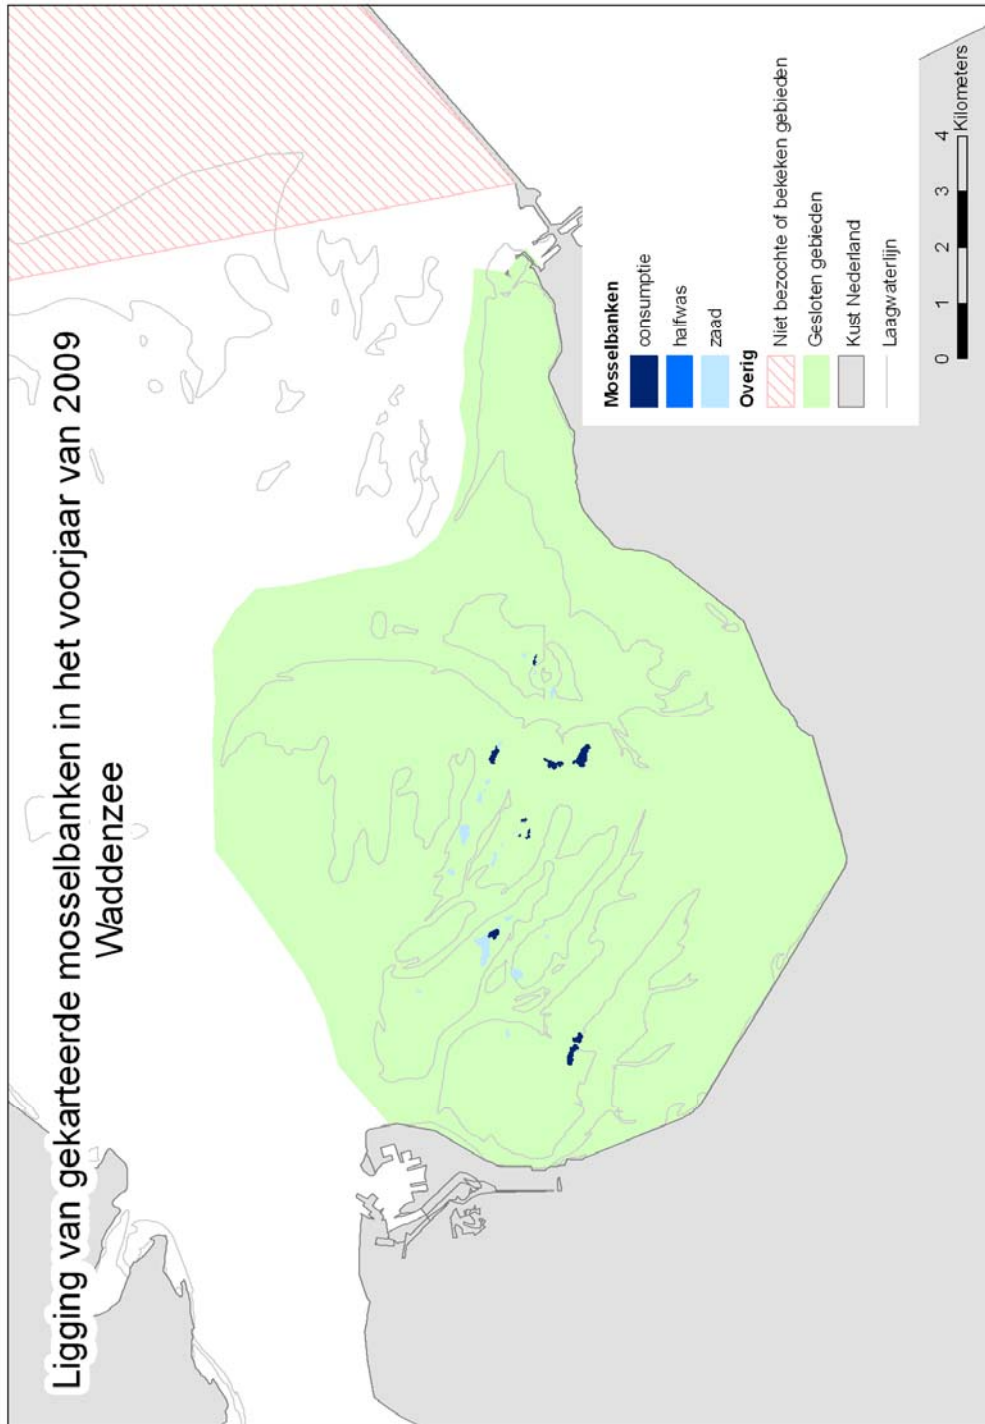 Ligging van gekarteerde mosselbanken in het voorjaar van 2009
Waddenzee
Mosselbanken
consumptie
halfwas
zaad
Overig
Niet bezochte of bekeken gebieden
Gesloten gebieden
Kust Nederland
Laagwaterlijn
0 1 2 3 4
Kilometers